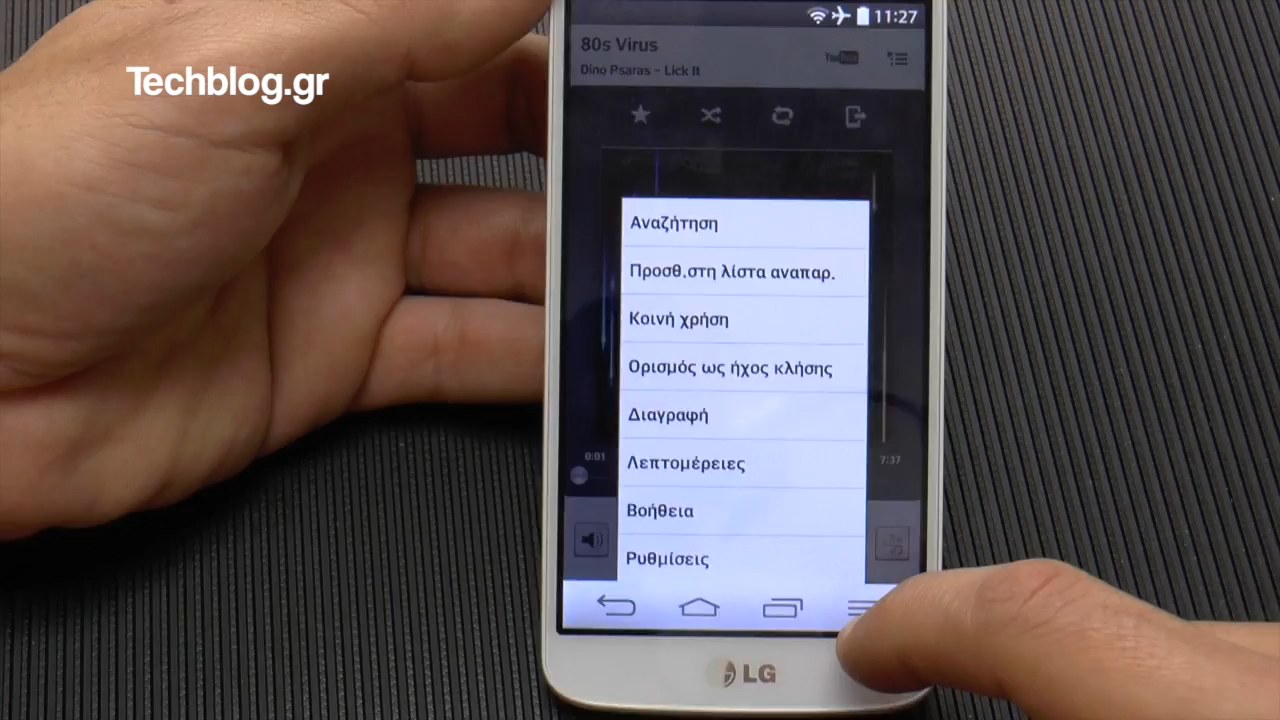 Techblog.gr
11:27
80s Virus
Dino Psaras – Lick It
YouTube
Αναζήτηση
Προσθ.στη λίστα αναπαρ.
Κοινή χρήση
Ορισμός ως ήχος κλήσης
Διαγραφή
Λεπτομέρειες
Βοήθεια
Ρυθμίσεις
0:01
7:37
LG